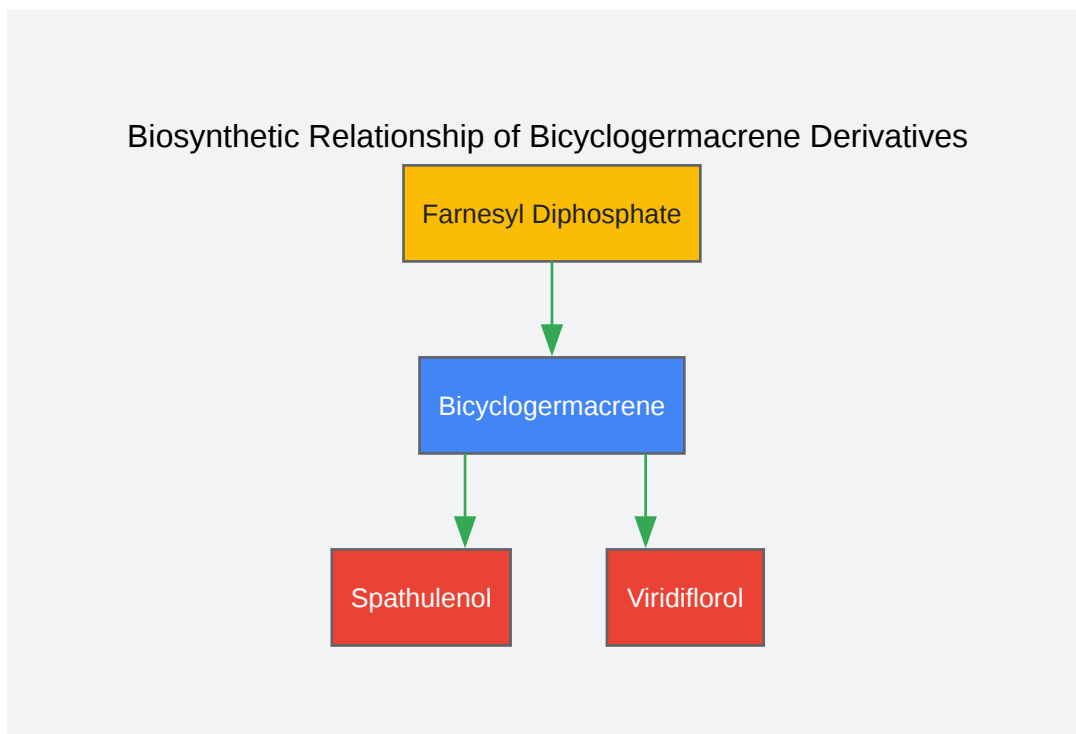 Biosynthetic Relationship of Bicyclogermacrene Derivatives
Farnesyl Diphosphate
Bicyclogermacrene
Spathulenol
Viridiflorol